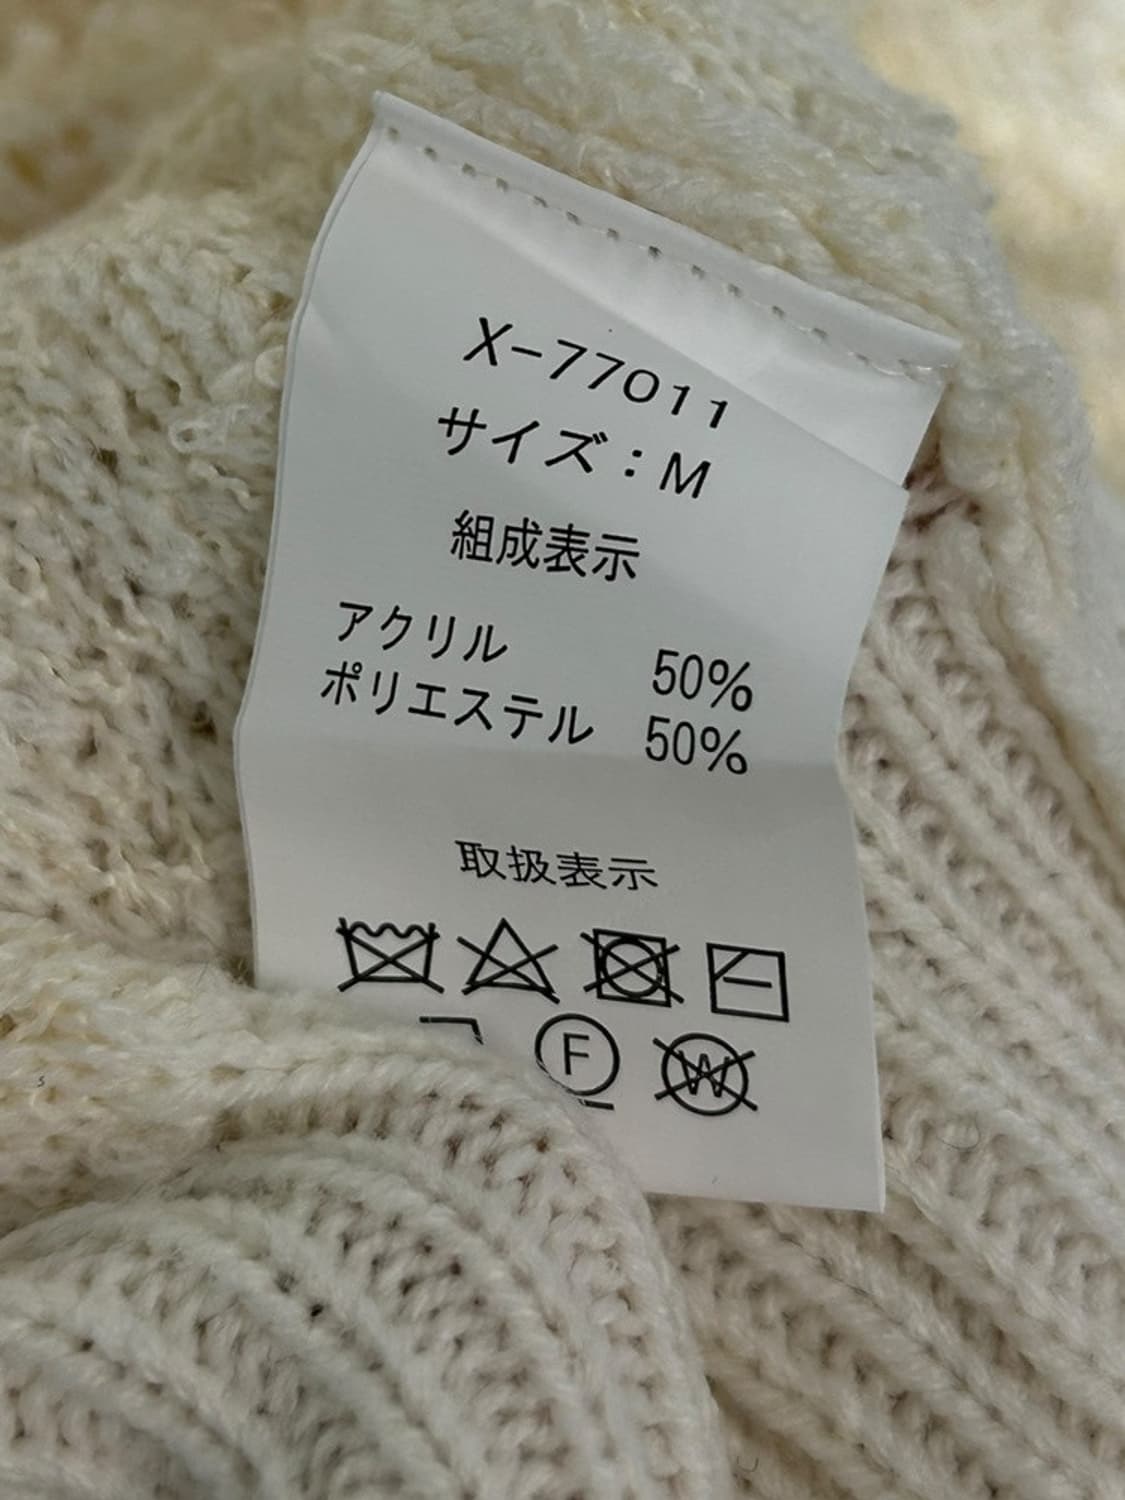 X-77011
サイズ：M
組成表示
アクリル 50%
ポリエステル 50%
取扱表示
F W